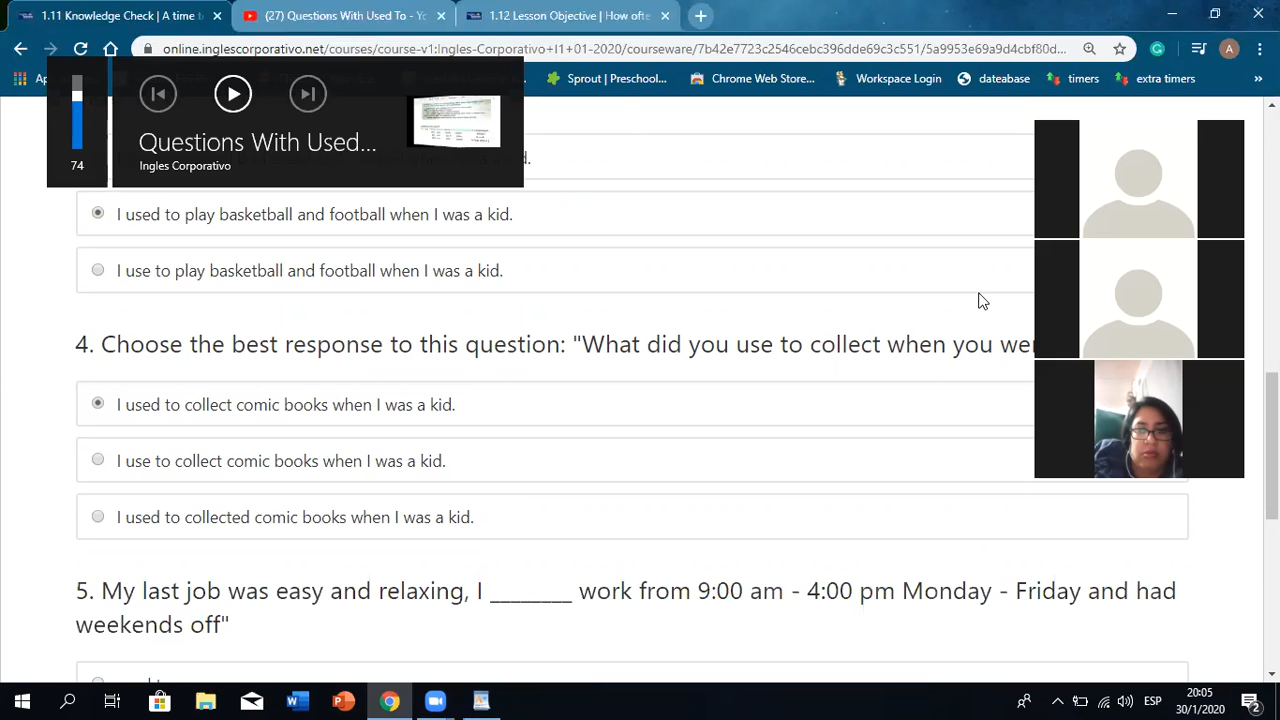 1.11 Knowledge Check | A time t
(27) Questions With Used To - Yo
1.12 Lesson Objective | How ofte
online.inglescorporativo.net/courses/course-v1:Ingles-Corporativo+I1+01-2020/courseware/7b42e7723c2546cebc396dde69c3c551/5a9953e69a9d4cbf80d...
Sprout | Preschool...
Chrome Web Store...
Workspace Login
dateabase
timers
extra timers
»
Questions With Used...
Ingles Corporativo
74
I used to play basketball and football when I was a kid.
I use to play basketball and football when I was a kid.
4. Choose the best response to this question: "What did you use to collect when you
I used to collect comic books when I was a kid.
I use to collect comic books when I was a kid.
I used to collected comic books when I was a kid.
5. My last job was easy and relaxing, I ________ work from 9:00 am - 4:00 pm Monday - Friday and had
weekends off"
ESP
20:05
30/1/2020
2